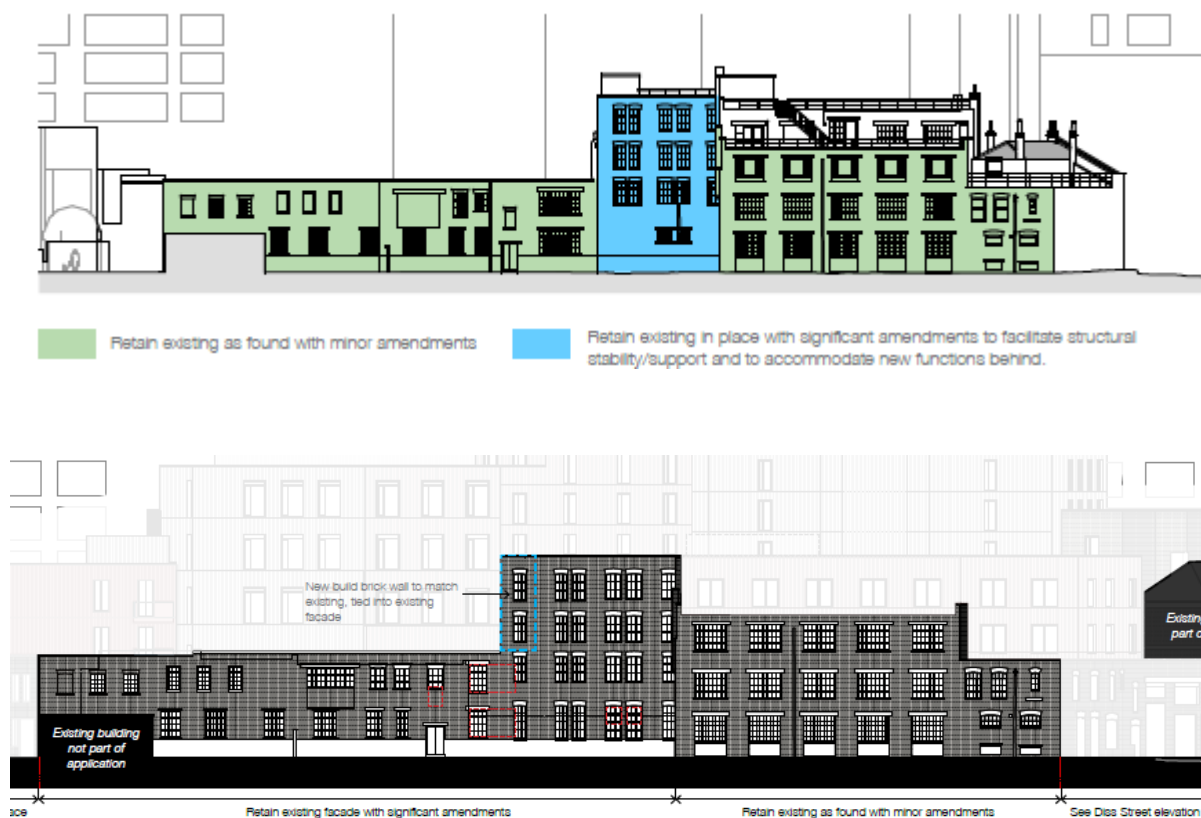 Retain existing as found with minor amendments
Retain existing in place with significant amendments to facilitate structural
stability/support and to accommodate new functions behind.
New build brick wall to match
existing, tied into existing
facade
Existing
part o
Existing building
not part of
application
ace
Retain existing facade with significant amendments
Retain existing as found with minor amendments
See Diss Street elevation